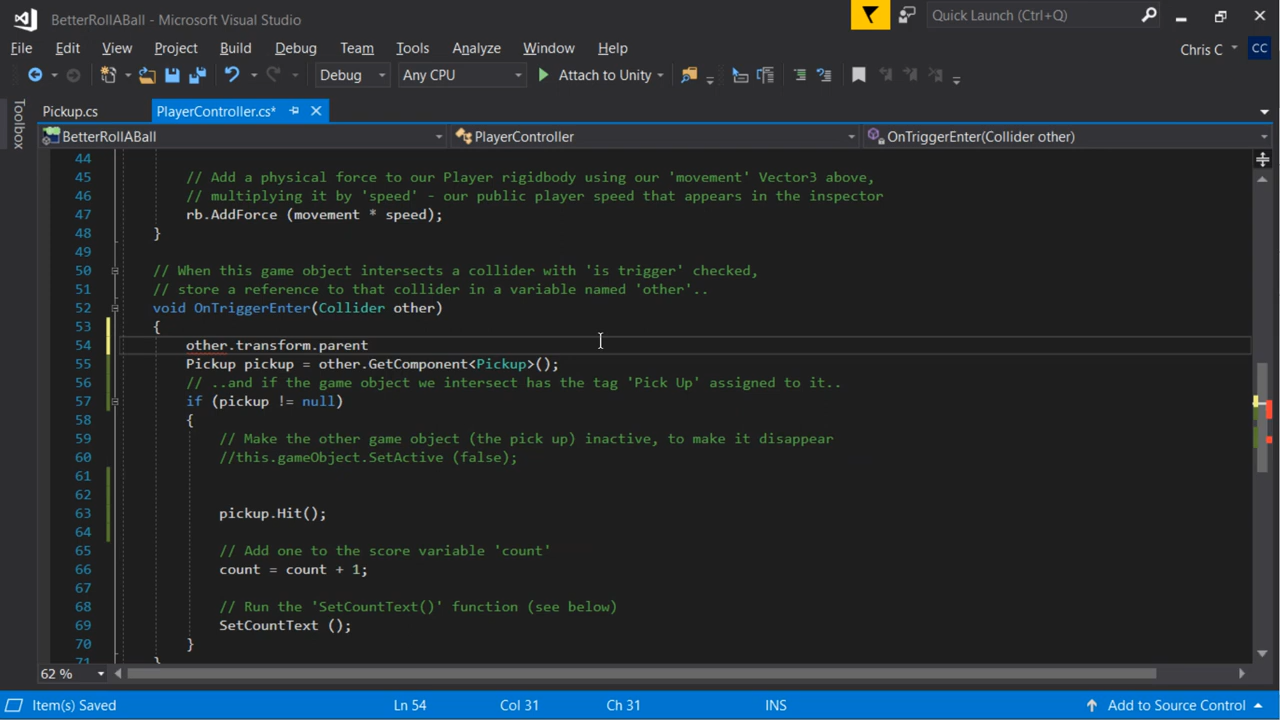 BetterRollABall - Microsoft Visual Studio
Quick Launch (Ctrl+Q)
File Edit View Project Build Debug Team Tools Analyze Window Help
Chris C CC
Debug Any CPU Attach to Unity
Toolbox
Pickup.cs PlayerController.cs*
BetterRollABall PlayerController OnTriggerEnter(Collider other)
44
45 // Add a physical force to our Player rigidbody using our 'movement' Vector3 above,
46 // multiplying it by 'speed' - our public player speed that appears in the inspector
47 rb.AddForce (movement * speed);
48 }
49
50 // When this game object intersects a collider with 'is trigger' checked,
51 // store a reference to that collider in a variable named 'other'..
52 void OnTriggerEnter(Collider other)
53 {
54 other.transform.parent
55 Pickup pickup = other.GetComponent<Pickup>();
56 // ..and if the game object we intersect has the tag 'Pick Up' assigned to it..
57 if (pickup != null)
58 {
59 // Make the other game object (the pick up) inactive, to make it disappear
60 //this.gameObject.SetActive (false);
61
62
63 pickup.Hit();
64
65 // Add one to the score variable 'count'
66 count = count + 1;
67
68 // Run the 'SetCountText()' function (see below)
69 SetCountText ();
70 }
71 }
62 %
Item(s) Saved Ln 54 Col 31 Ch 31 INS Add to Source Control